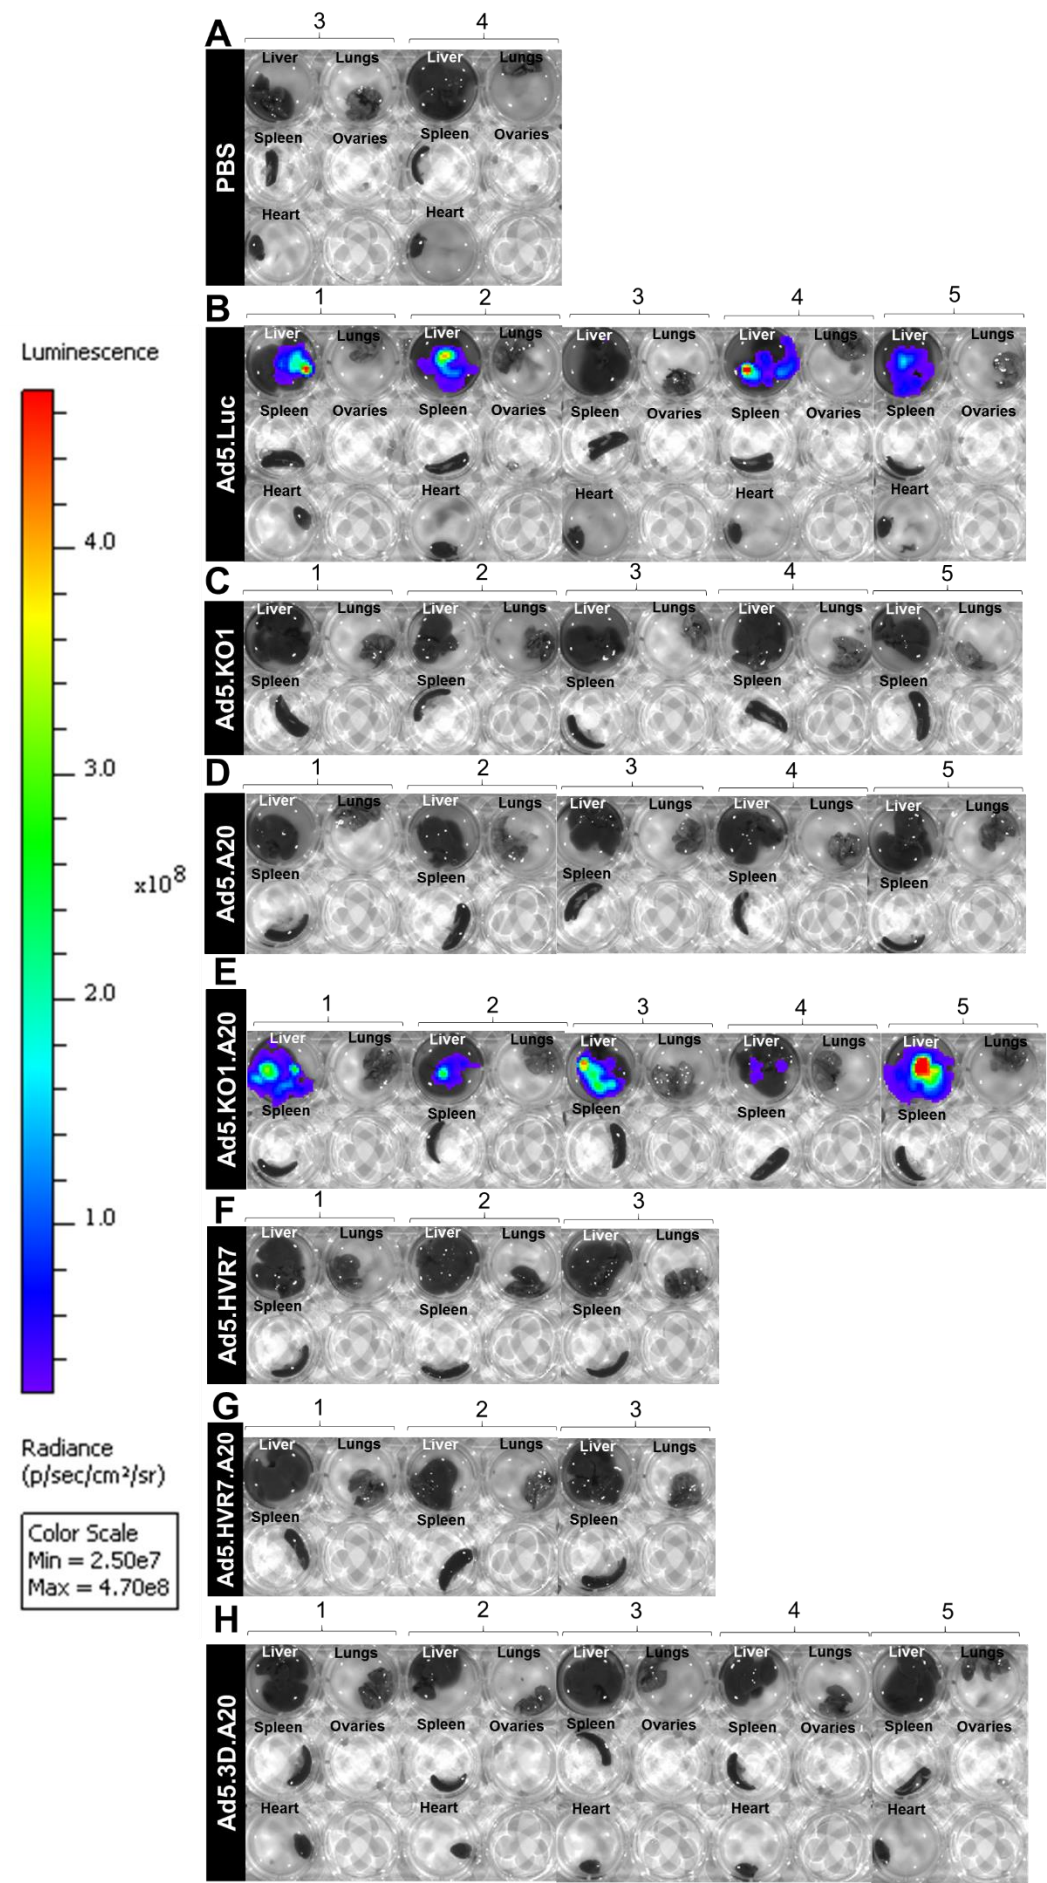 A
3 4
PBS
Liver Lungs Liver Lungs
Spleen Ovaries Spleen Ovaries
Heart Heart
B
1 2 3 4 5
Ad5.Luc
Liver Lungs Liver Lungs Liver Lungs Liver Lungs Liver Lungs
Spleen Ovaries Spleen Ovaries Spleen Ovaries Spleen Ovaries Spleen Ovaries
Heart Heart Heart Heart Heart
Luminescence
4.0
3.0
x10⁸
2.0
1.0
Radiance
(p/sec/cm²/sr)
Color Scale
Min = 2.50e7
Max = 4.70e8
C
1 2 3 4 5
Ad5.KO1
Liver Lungs Liver Lungs Liver Lungs Liver Lungs Liver Lungs
Spleen Spleen Spleen Spleen Spleen
D
1 2 3 4 5
Ad5.A20
Liver Lungs Liver Lungs Liver Lungs Liver Lungs Liver Lungs
Spleen Spleen Spleen Spleen Spleen
E
1 2 3 4 5
Ad5.KO1.A20
Liver Lungs Liver Lungs Liver Lungs Liver Lungs Liver Lungs
Spleen Spleen Spleen Spleen Spleen
F
1 2 3
Ad5.HVR7
Liver Lungs Liver Lungs Liver Lungs
Spleen Spleen Spleen
G
1 2 3
Ad5.HVR7.A20
Liver Lungs Liver Lungs Liver Lungs
Spleen Spleen Spleen
H
1 2 3 4 5
Ad5.3D.A20
Liver Lungs Liver Lungs Liver Lungs Liver Lungs Liver Lungs
Spleen Ovaries Spleen Ovaries Spleen Ovaries Spleen Ovaries Spleen Ovaries
Heart Heart Heart Heart Heart